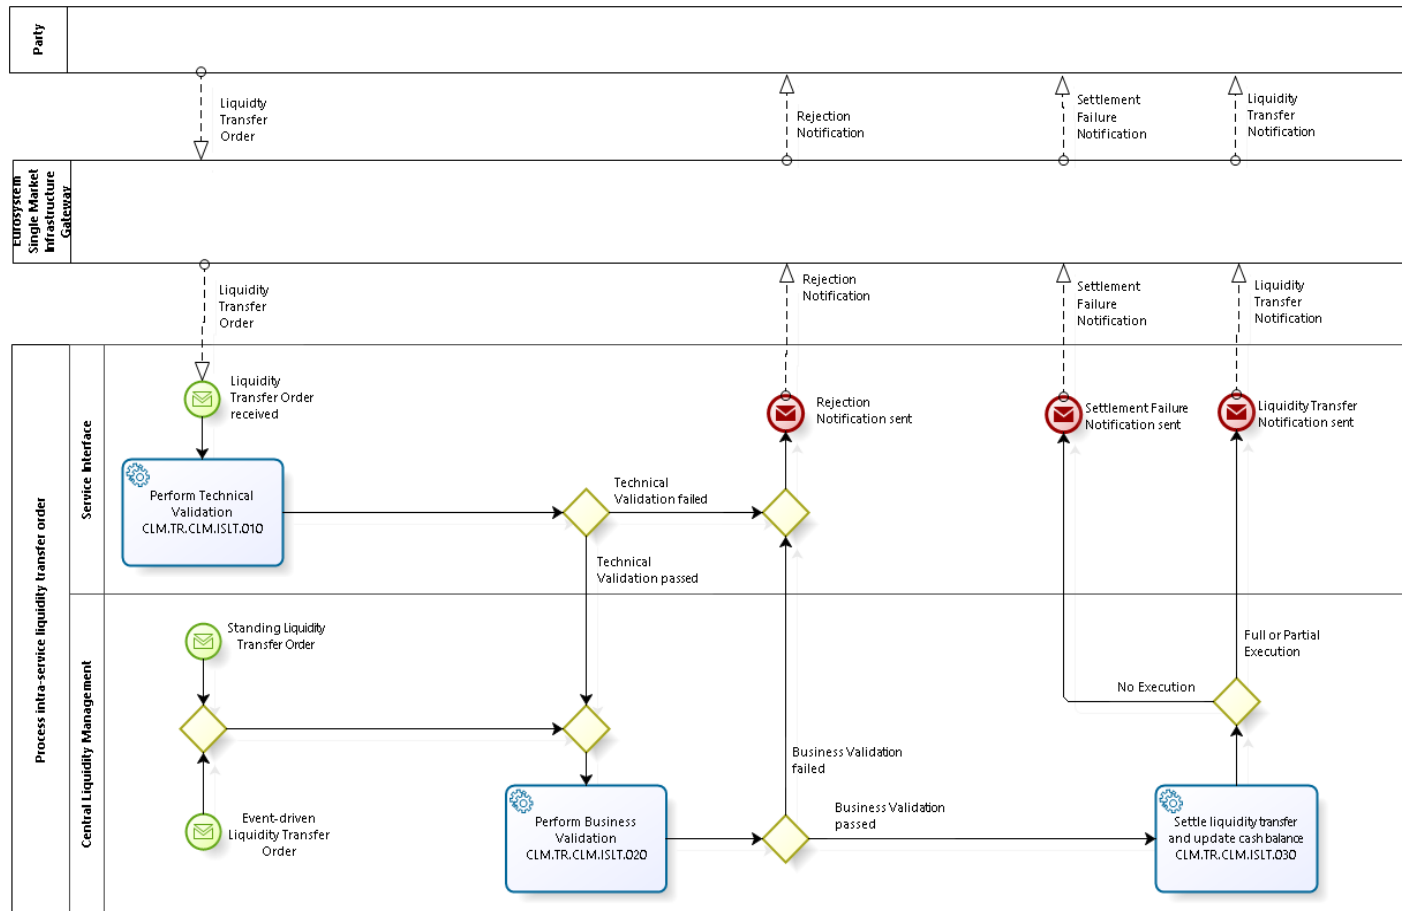 Party
Liquidty
Transfer
Order
Rejection
Notification
Settlement
Failure
Notification
Liquidity
Transfer
Notification
Eurosystem
Single Market
Infrastructure
Gateway
Liquidity
Transfer
Order
Rejection
Notification
Settlement
Failure
Notification
Liquidity
Transfer
Notification
Process intra-service liquidity transfer order
Service Interface
Liquidity
Transfer Order
received
Rejection
Notification sent
Settlement Failure
Notification sent
Liquidity Transfer
Notification sent
Perform Technical
Validation
CLM.TR.CLM.ISLT.010
Technical
Validation failed
Technical
Validation passed
Central Liquidity Management
Standing Liquidity
Transfer Order
Full or Partial
Execution
No Execution
Event-driven
Liquidity Transfer
Order
Business Validation
failed
Business Validation
passed
Perform Business
Validation
CLM.TR.CLM.ISLT.020
Settle liquidity transfer
and update cash balance
CLM.TR.CLM.ISLT.030